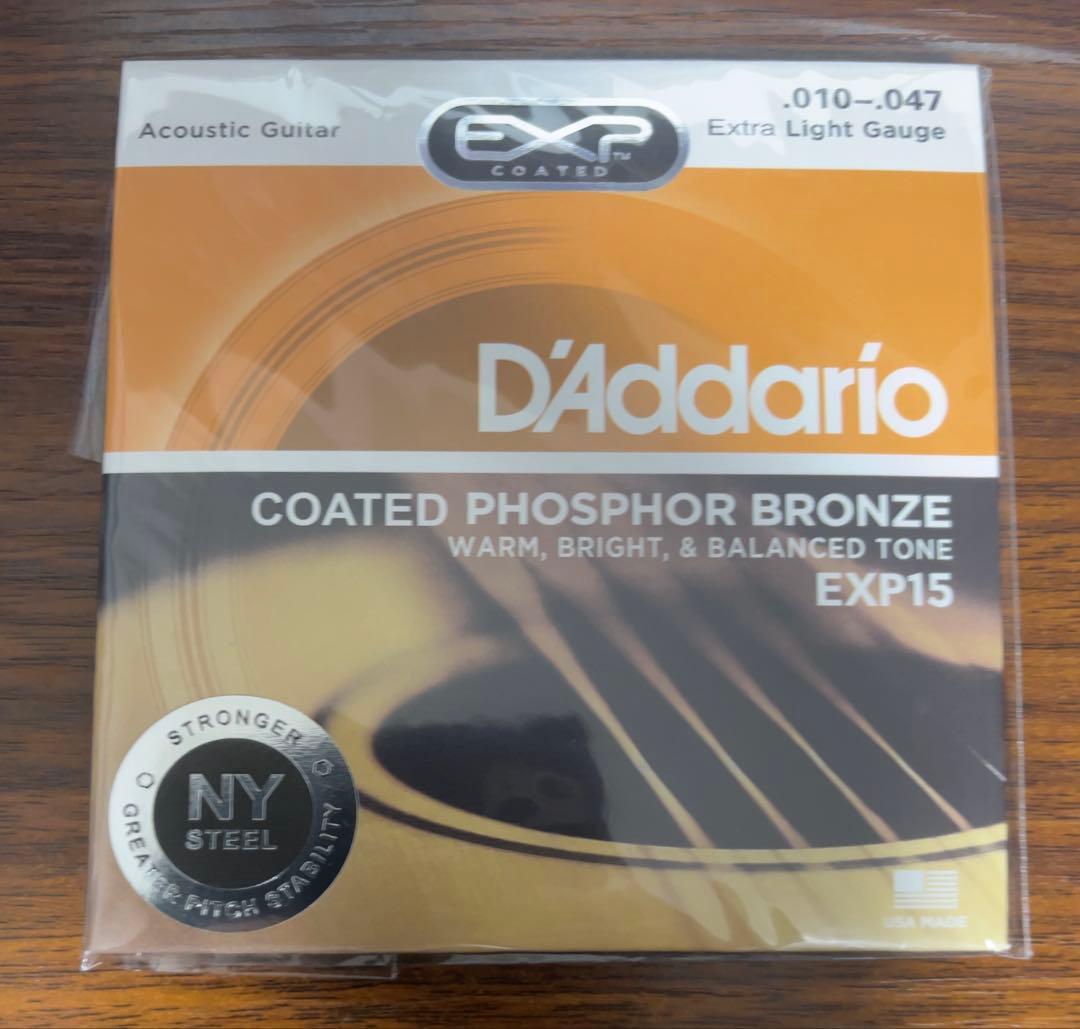 .010–.047
Acoustic Guitar
EXP™
COATED
Extra Light Gauge
D'Addario
COATED PHOSPHOR BRONZE
WARM, BRIGHT, & BALANCED TONE
EXP15
STRONGER
NY
STEEL
GREATER PITCH STABILITY
USA MADE